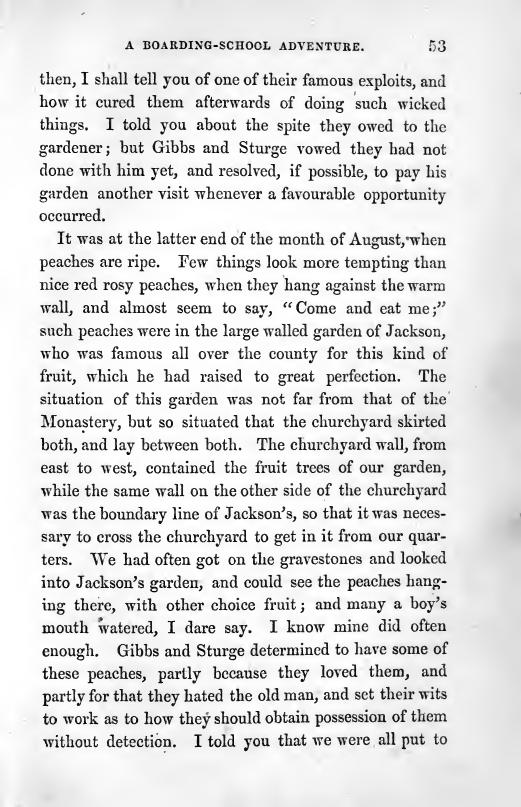 A BOARDING-SCHOOL ADVENTURE. 53
then, I shall tell you of one of their famous exploits, and
how it cured them afterwards of doing such wicked
things. I told you about the spite they owed to the
gardener; but Gibbs and Sturge vowed they had not
done with him yet, and resolved, if possible, to pay his
garden another visit whenever a favourable opportunity
occurred.
It was at the latter end of the month of August, when
peaches are ripe. Few things look more tempting than
nice red rosy peaches, when they hang against the warm
wall, and almost seem to say, "Come and eat me;"
such peaches were in the large walled garden of Jackson,
who was famous all over the county for this kind of
fruit, which he had raised to great perfection. The
situation of this garden was not far from that of the
Monastery, but so situated that the churchyard skirted
both, and lay between both. The churchyard wall, from
east to west, contained the fruit trees of our garden,
while the same wall on the other side of the churchyard
was the boundary line of Jackson's, so that it was neces-
sary to cross the churchyard to get in it from our quar-
ters. We had often got on the gravestones and looked
into Jackson's garden, and could see the peaches hang-
ing there, with other choice fruit; and many a boy's
mouth watered, I dare say. I know mine did often
enough. Gibbs and Sturge determined to have some of
these peaches, partly because they loved them, and
partly for that they hated the old man, and set their wits
to work as to how they should obtain possession of them
without detection. I told you that we were all put to